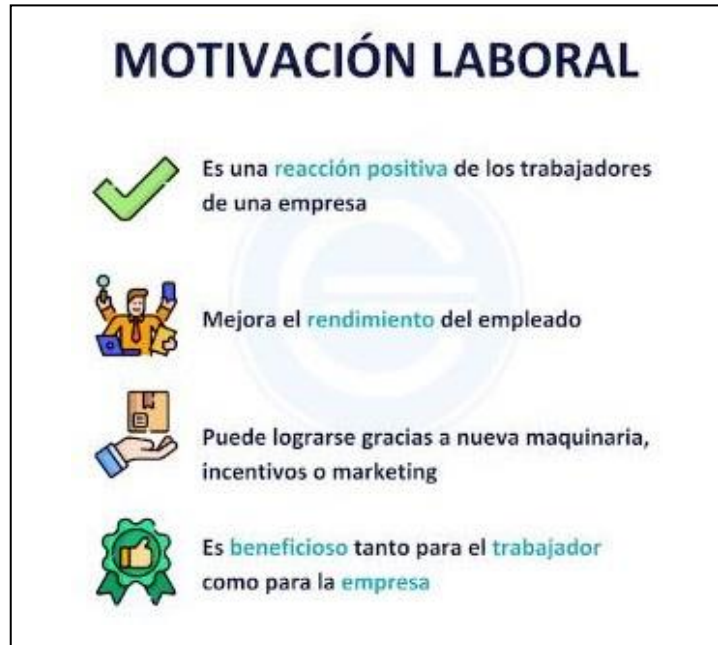 MOTIVACIÓN LABORAL
Es una reacción positiva de los trabajadores
de una empresa
Mejora el rendimiento del empleado
Puede lograrse gracias a nueva maquinaria,
incentivos o marketing
Es beneficioso tanto para el trabajador
como para la empresa